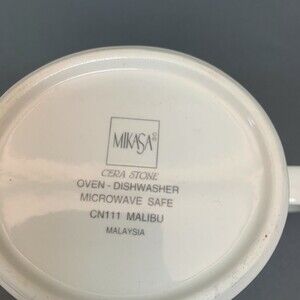 MIKASA®
CERA STONE
OVEN - DISHWASHER
MICROWAVE SAFE
CN111 MALIBU
MALAYSIA